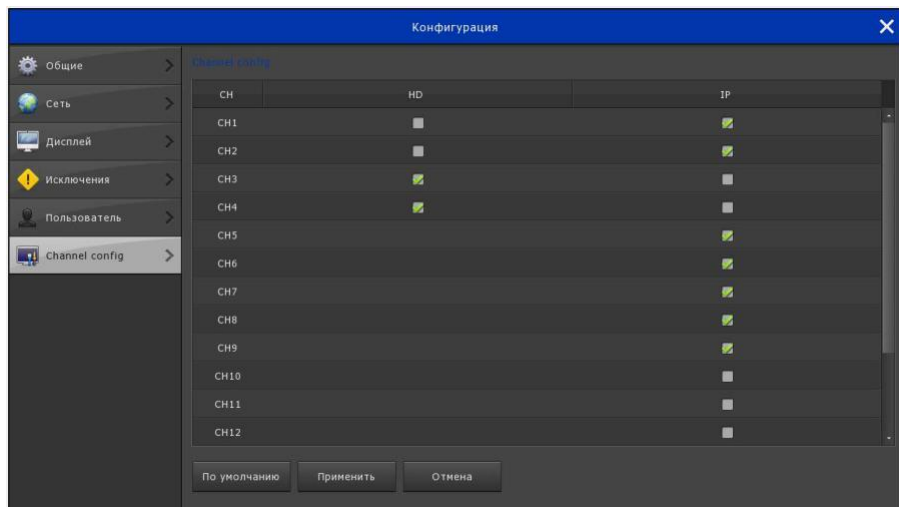 Конфигурация
Общие
Сеть
Дисплей
Исключения
Пользователь
Channel config
Channel config
CH HD IP
CH1
CH2
CH3
CH4
CH5
CH6
CH7
CH8
CH9
CH10
CH11
CH12
По умолчанию Применить Отмена